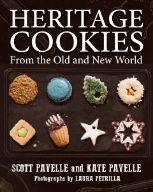 HERITAGE
COOKIES
From the Old and New World
SCOTT PAVELLE and KATE PAVELLE
Photographs by LAURA PETRILLA